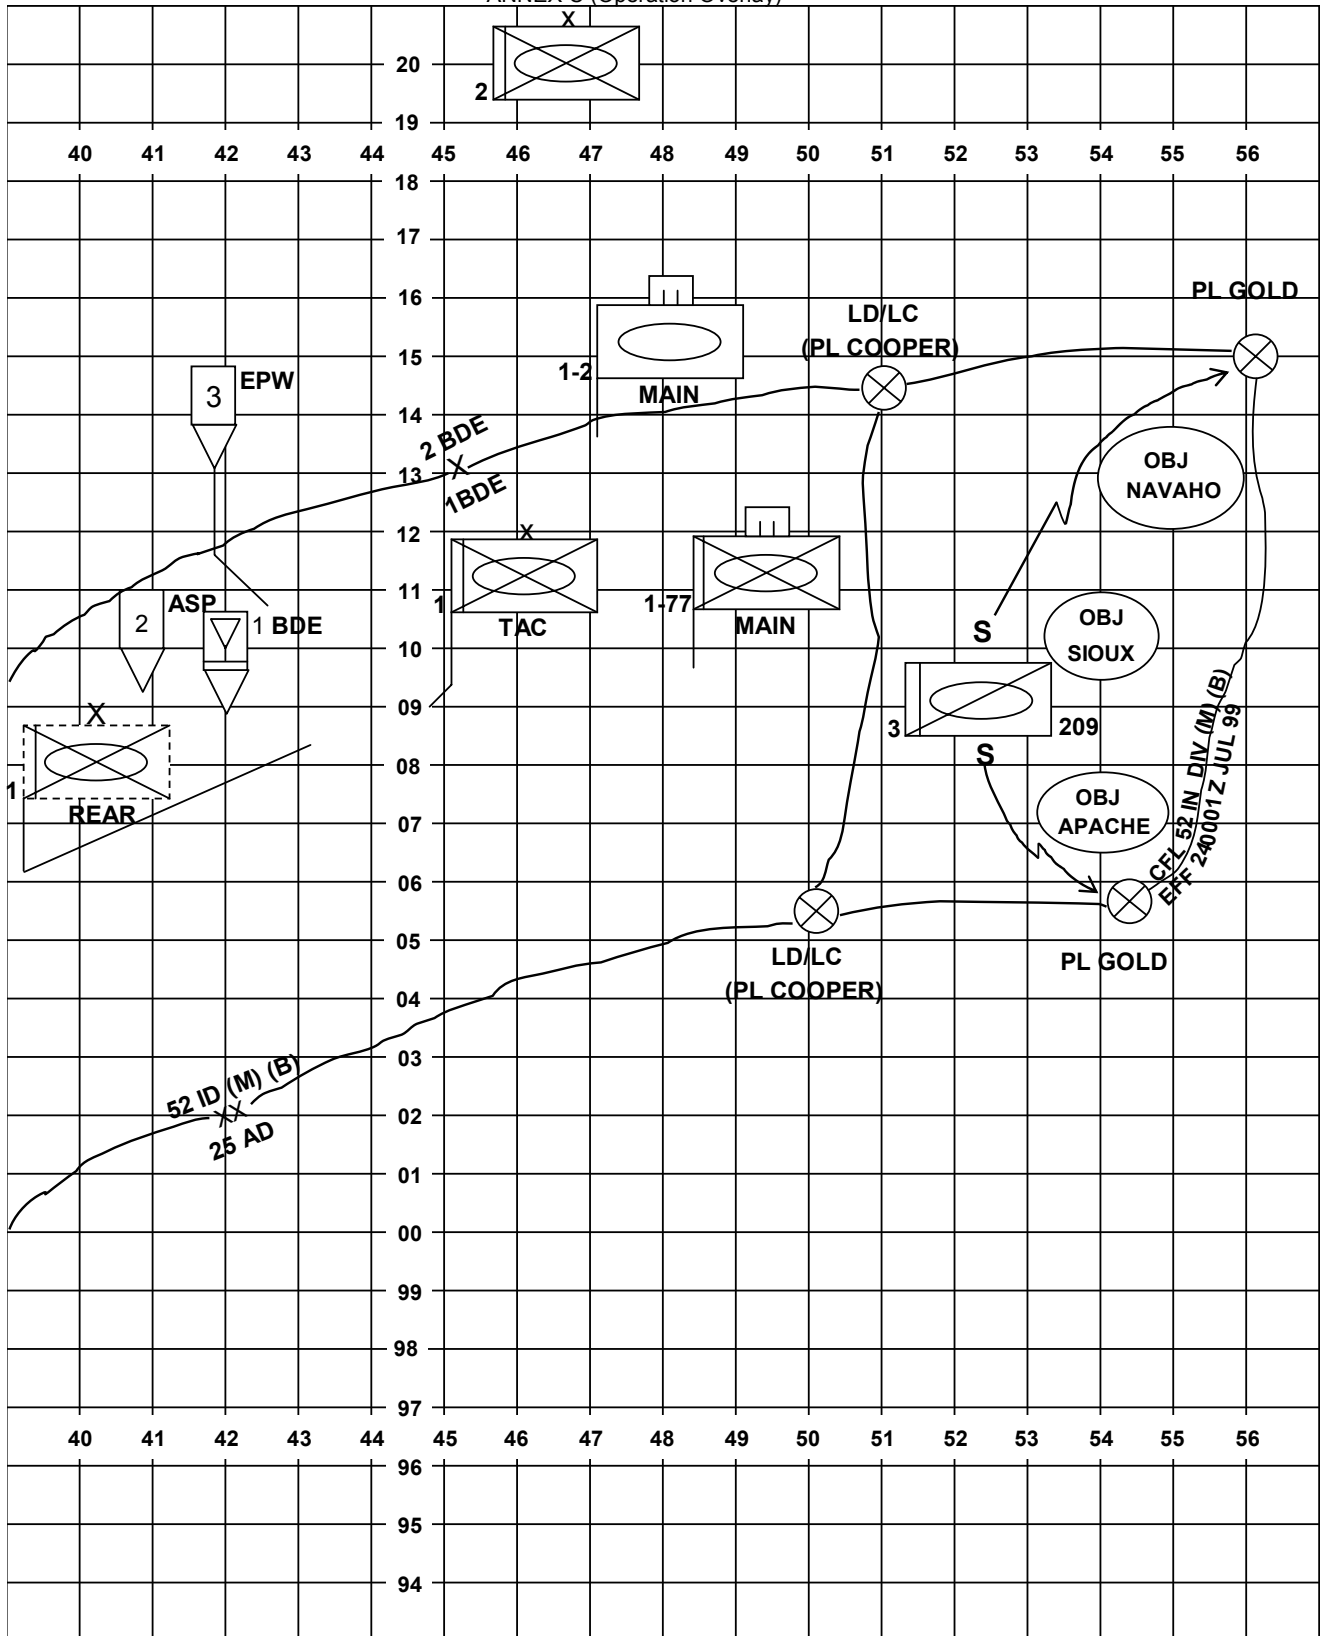 X
20
2
19
40 41 42 43 44 45 46 47 48 49 50 51 52 53 54 55 56
18
17
16
PL GOLD
LD/LC
(PL COOPER)
15
1-2
MAIN
3
EPW
14
2 BDE
X
1BDE
13
OBJ
NAVAHO
12
X
11
1
TAC
1-77
MAIN
2
ASP
1 BDE
10
S
OBJ
SIOUX
09
3
209
S
X
1
REAR
08
OBJ
APACHE
07
CFL 52 IN DIV (M) (B)
EFF 240001Z JUL 99
06
05
LD/LC
(PL COOPER)
PL GOLD
04
03
52 ID (M) (B)
XX
25 AD
02
01
00
99
98
97
40 41 42 43 44 45 46 47 48 49 50 51 52 53 54 55 56
96
95
94